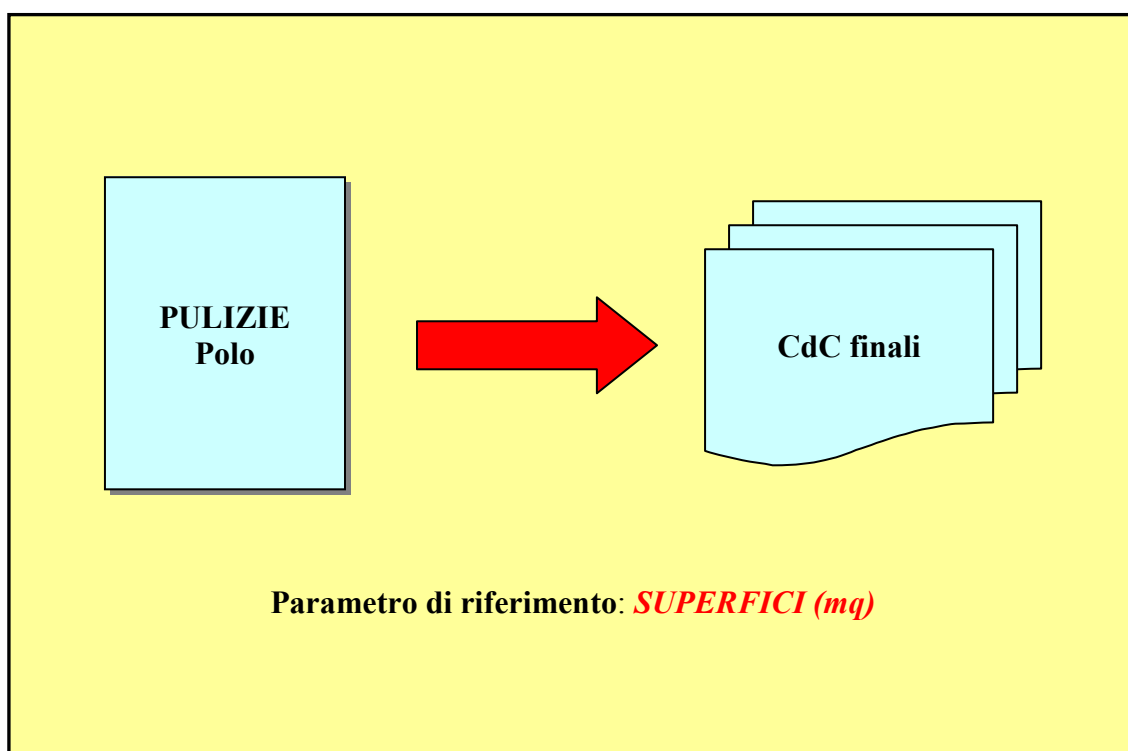 PULIZIE
Polo
CdC finali
Parametro di riferimento: SUPERFICI (mq)